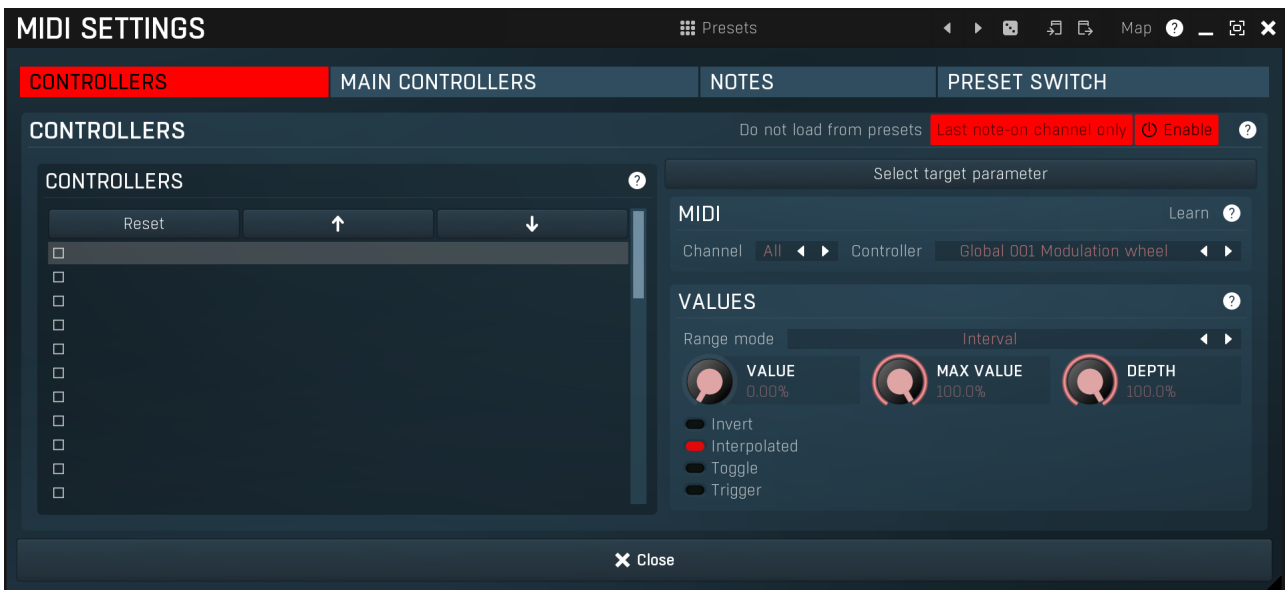 MIDI SETTINGS Presets Map ?
CONTROLLERS MAIN CONTROLLERS NOTES PRESET SWITCH
CONTROLLERS Do not load from presets Last note-on channel only Enable ?
CONTROLLERS ?
Select target parameter
Reset
MIDI Learn ?
Channel All Controller Global 001 Modulation wheel
VALUES ?
Range mode Interval
VALUE MAX VALUE DEPTH
0.00% 100.0% 100.0%
Invert
Interpolated
Toggle
Trigger
Close